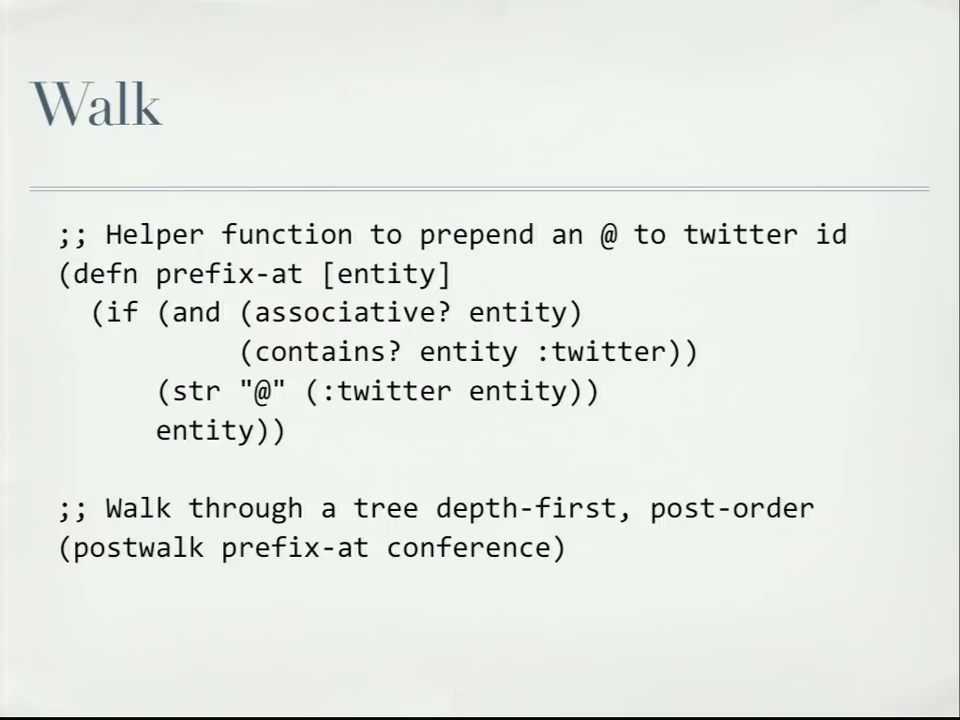 Walk
;; Helper function to prepend an @ to twitter id
(defn prefix-at [entity]
  (if (and (associative? entity)
           (contains? entity :twitter))
      (str "@" (:twitter entity))
      entity))
;; Walk through a tree depth-first, post-order
(postwalk prefix-at conference)